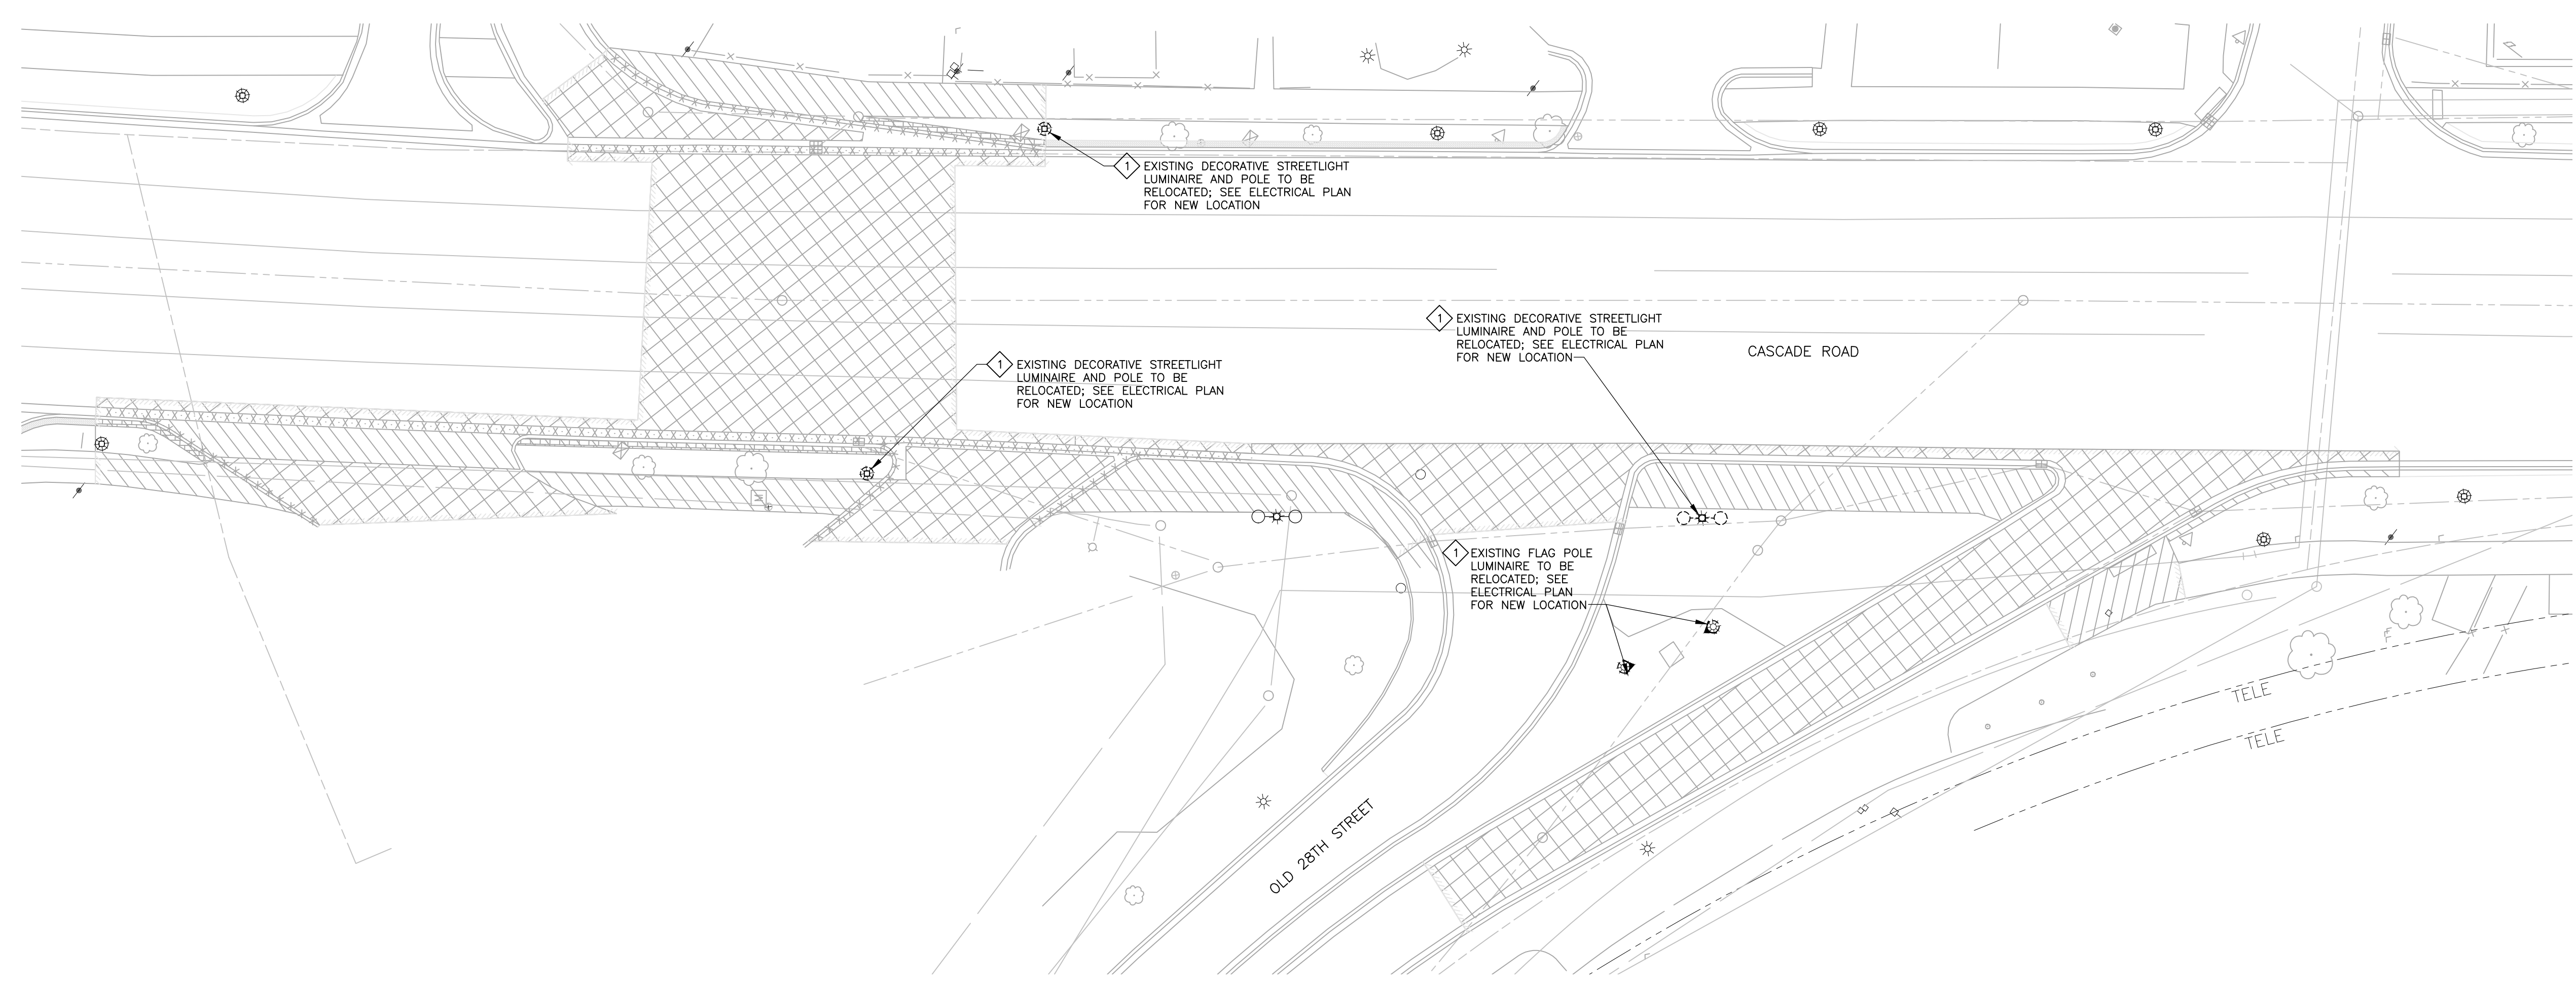 1
EXISTING DECORATIVE STREETLIGHT
LUMINAIRE AND POLE TO BE
RELOCATED; SEE ELECTRICAL PLAN
FOR NEW LOCATION
1
EXISTING DECORATIVE STREETLIGHT
LUMINAIRE AND POLE TO BE
RELOCATED; SEE ELECTRICAL PLAN
FOR NEW LOCATION
CASCADE ROAD
1
EXISTING DECORATIVE STREETLIGHT
LUMINAIRE AND POLE TO BE
RELOCATED; SEE ELECTRICAL PLAN
FOR NEW LOCATION
1
EXISTING FLAG POLE
LUMINAIRE TO BE
RELOCATED; SEE
ELECTRICAL PLAN
FOR NEW LOCATION
TELE
TELE
OLD 28TH STREET